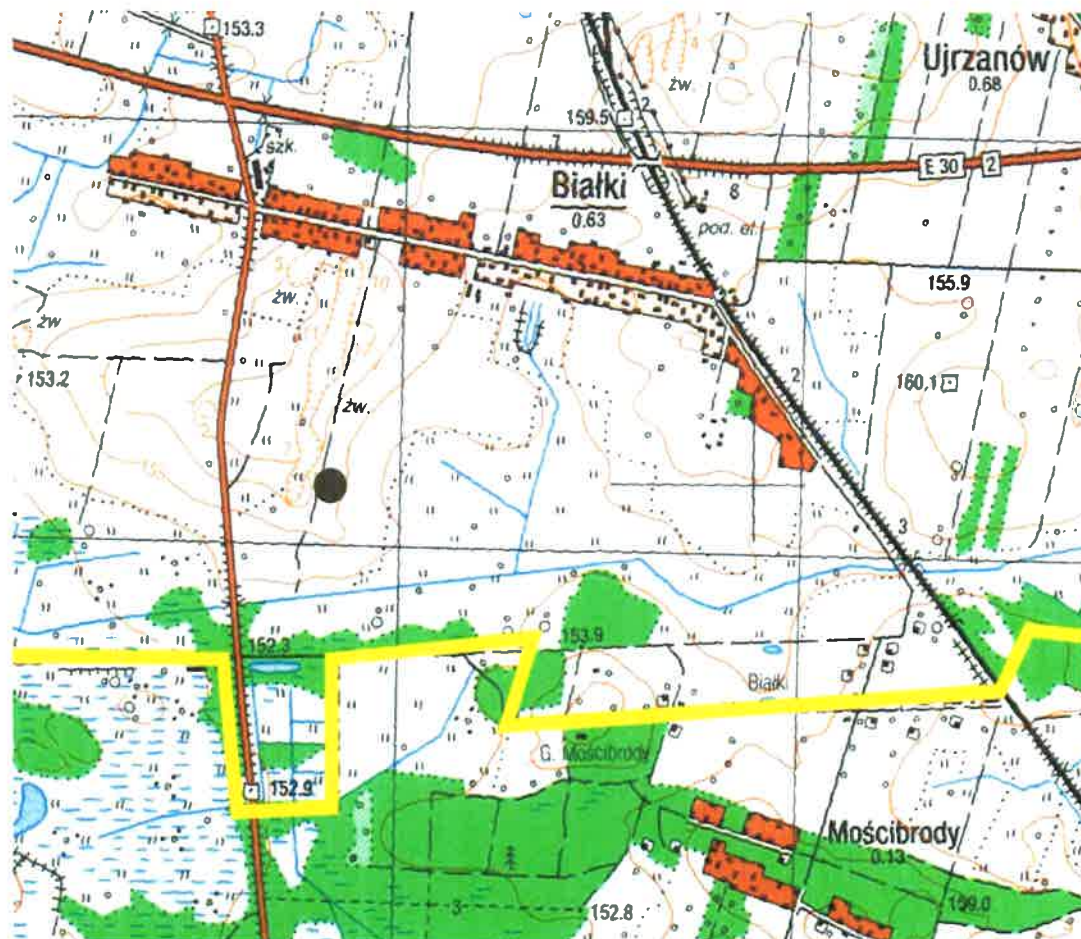 153.3
Ujrzanów
0.68
żw.
2
159.5
szk.
7
E 30
2
Białki
0.63
8
pod. el.
155.9
żw.
żw
153.2
2
160,1
żw.
3
152.3
153.9
Białki
G. Mościbrody
152.9
Mościbrody
0.13
3
152.8
159.0